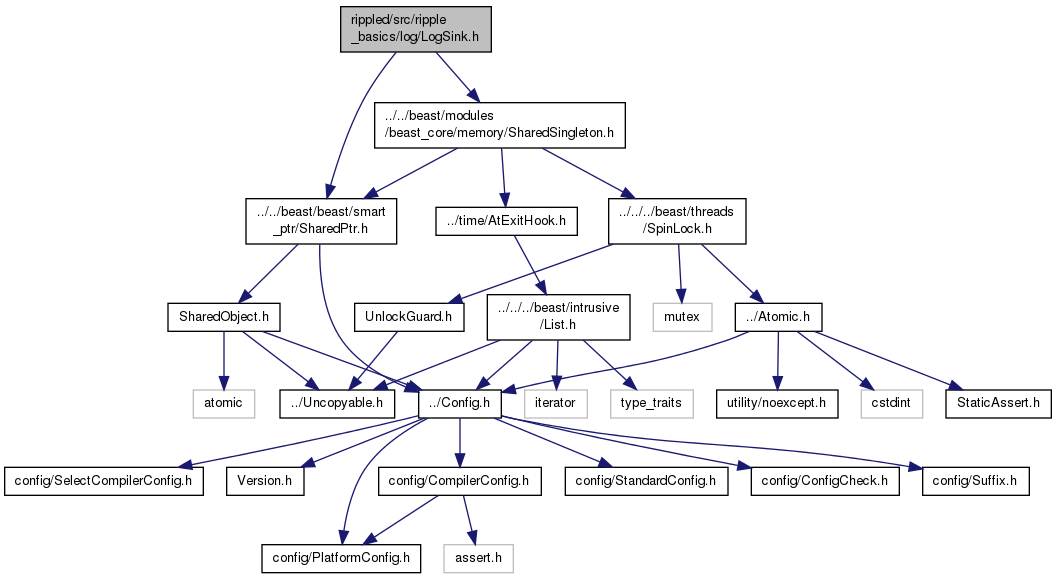 rippled/src/ripple
_basics/log/LogSink.h
../../beast/modules
/beast_core/memory/SharedSingleton.h
../../beast/beast/smart
_ptr/SharedPtr.h
../time/AtExitHook.h
../../../beast/threads
/SpinLock.h
SharedObject.h
UnlockGuard.h
../../../beast/intrusive
/List.h
mutex
../Atomic.h
atomic
../Uncopyable.h
../Config.h
iterator
type_traits
utility/noexcept.h
cstdint
StaticAssert.h
config/SelectCompilerConfig.h
Version.h
config/CompilerConfig.h
config/StandardConfig.h
config/ConfigCheck.h
config/Suffix.h
config/PlatformConfig.h
assert.h